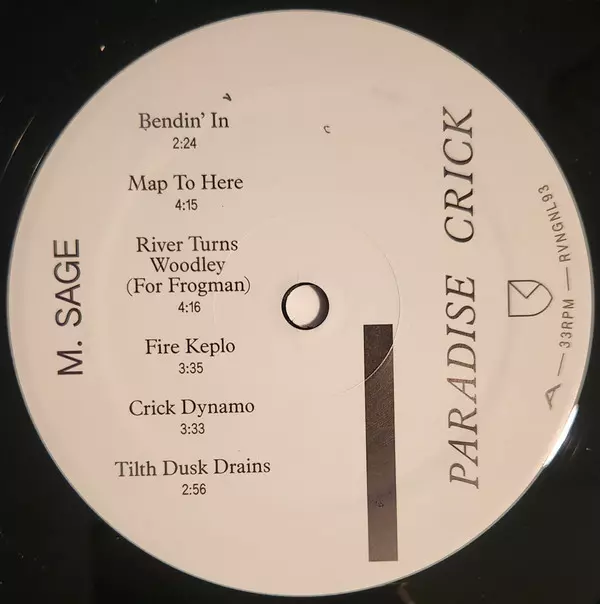 Bendin' In
2:24
Map To Here
4:15
River Turns
Woodley
(For Frogman)
4:16
Fire Keplo
3:35
Crick Dynamo
3:33
Tilth Dusk Drains
2:56
M. SAGE
PARADISE CRICK
A — 33RPM — RVNGNL93